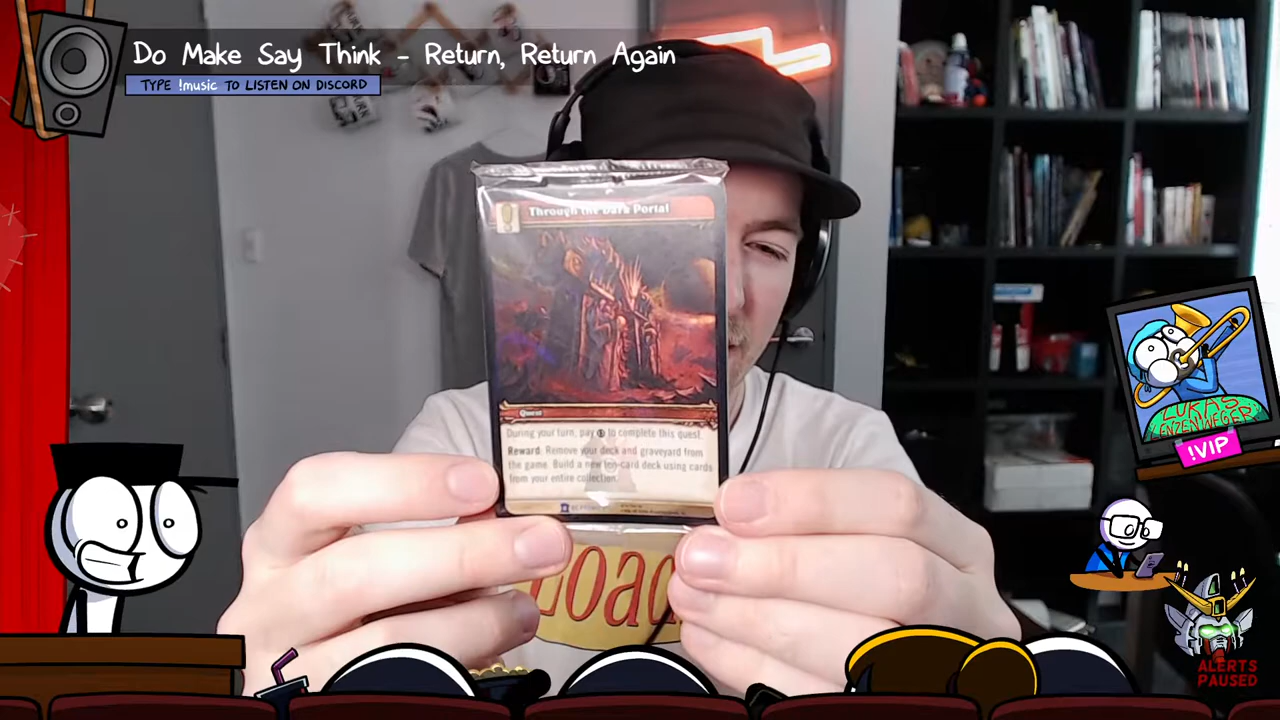 Do Make Say Think - Return, Return Again
TYPE !music TO LISTEN ON DISCORD
Through the Dark Portal
Quest
During your turn, pay to complete this quest.
Reward: Remove your deck and graveyard from
the game. Build a new ten-card deck using cards
from your entire collection.
LUKAS
!VIP
ALERTS
PAUSED